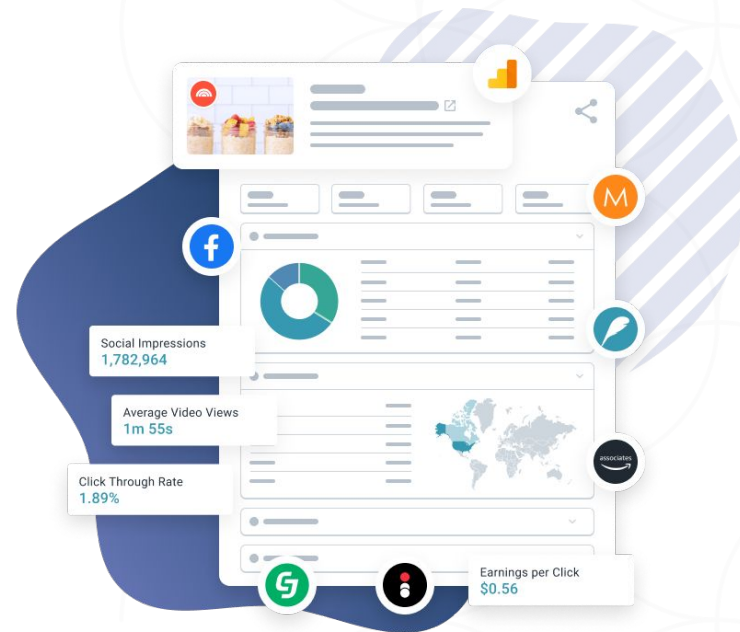 M
f
Social Impressions
1,782,964
Average Video Views
1m 55s
associates
Click Through Rate
1.89%
Earnings per Click
$0.56